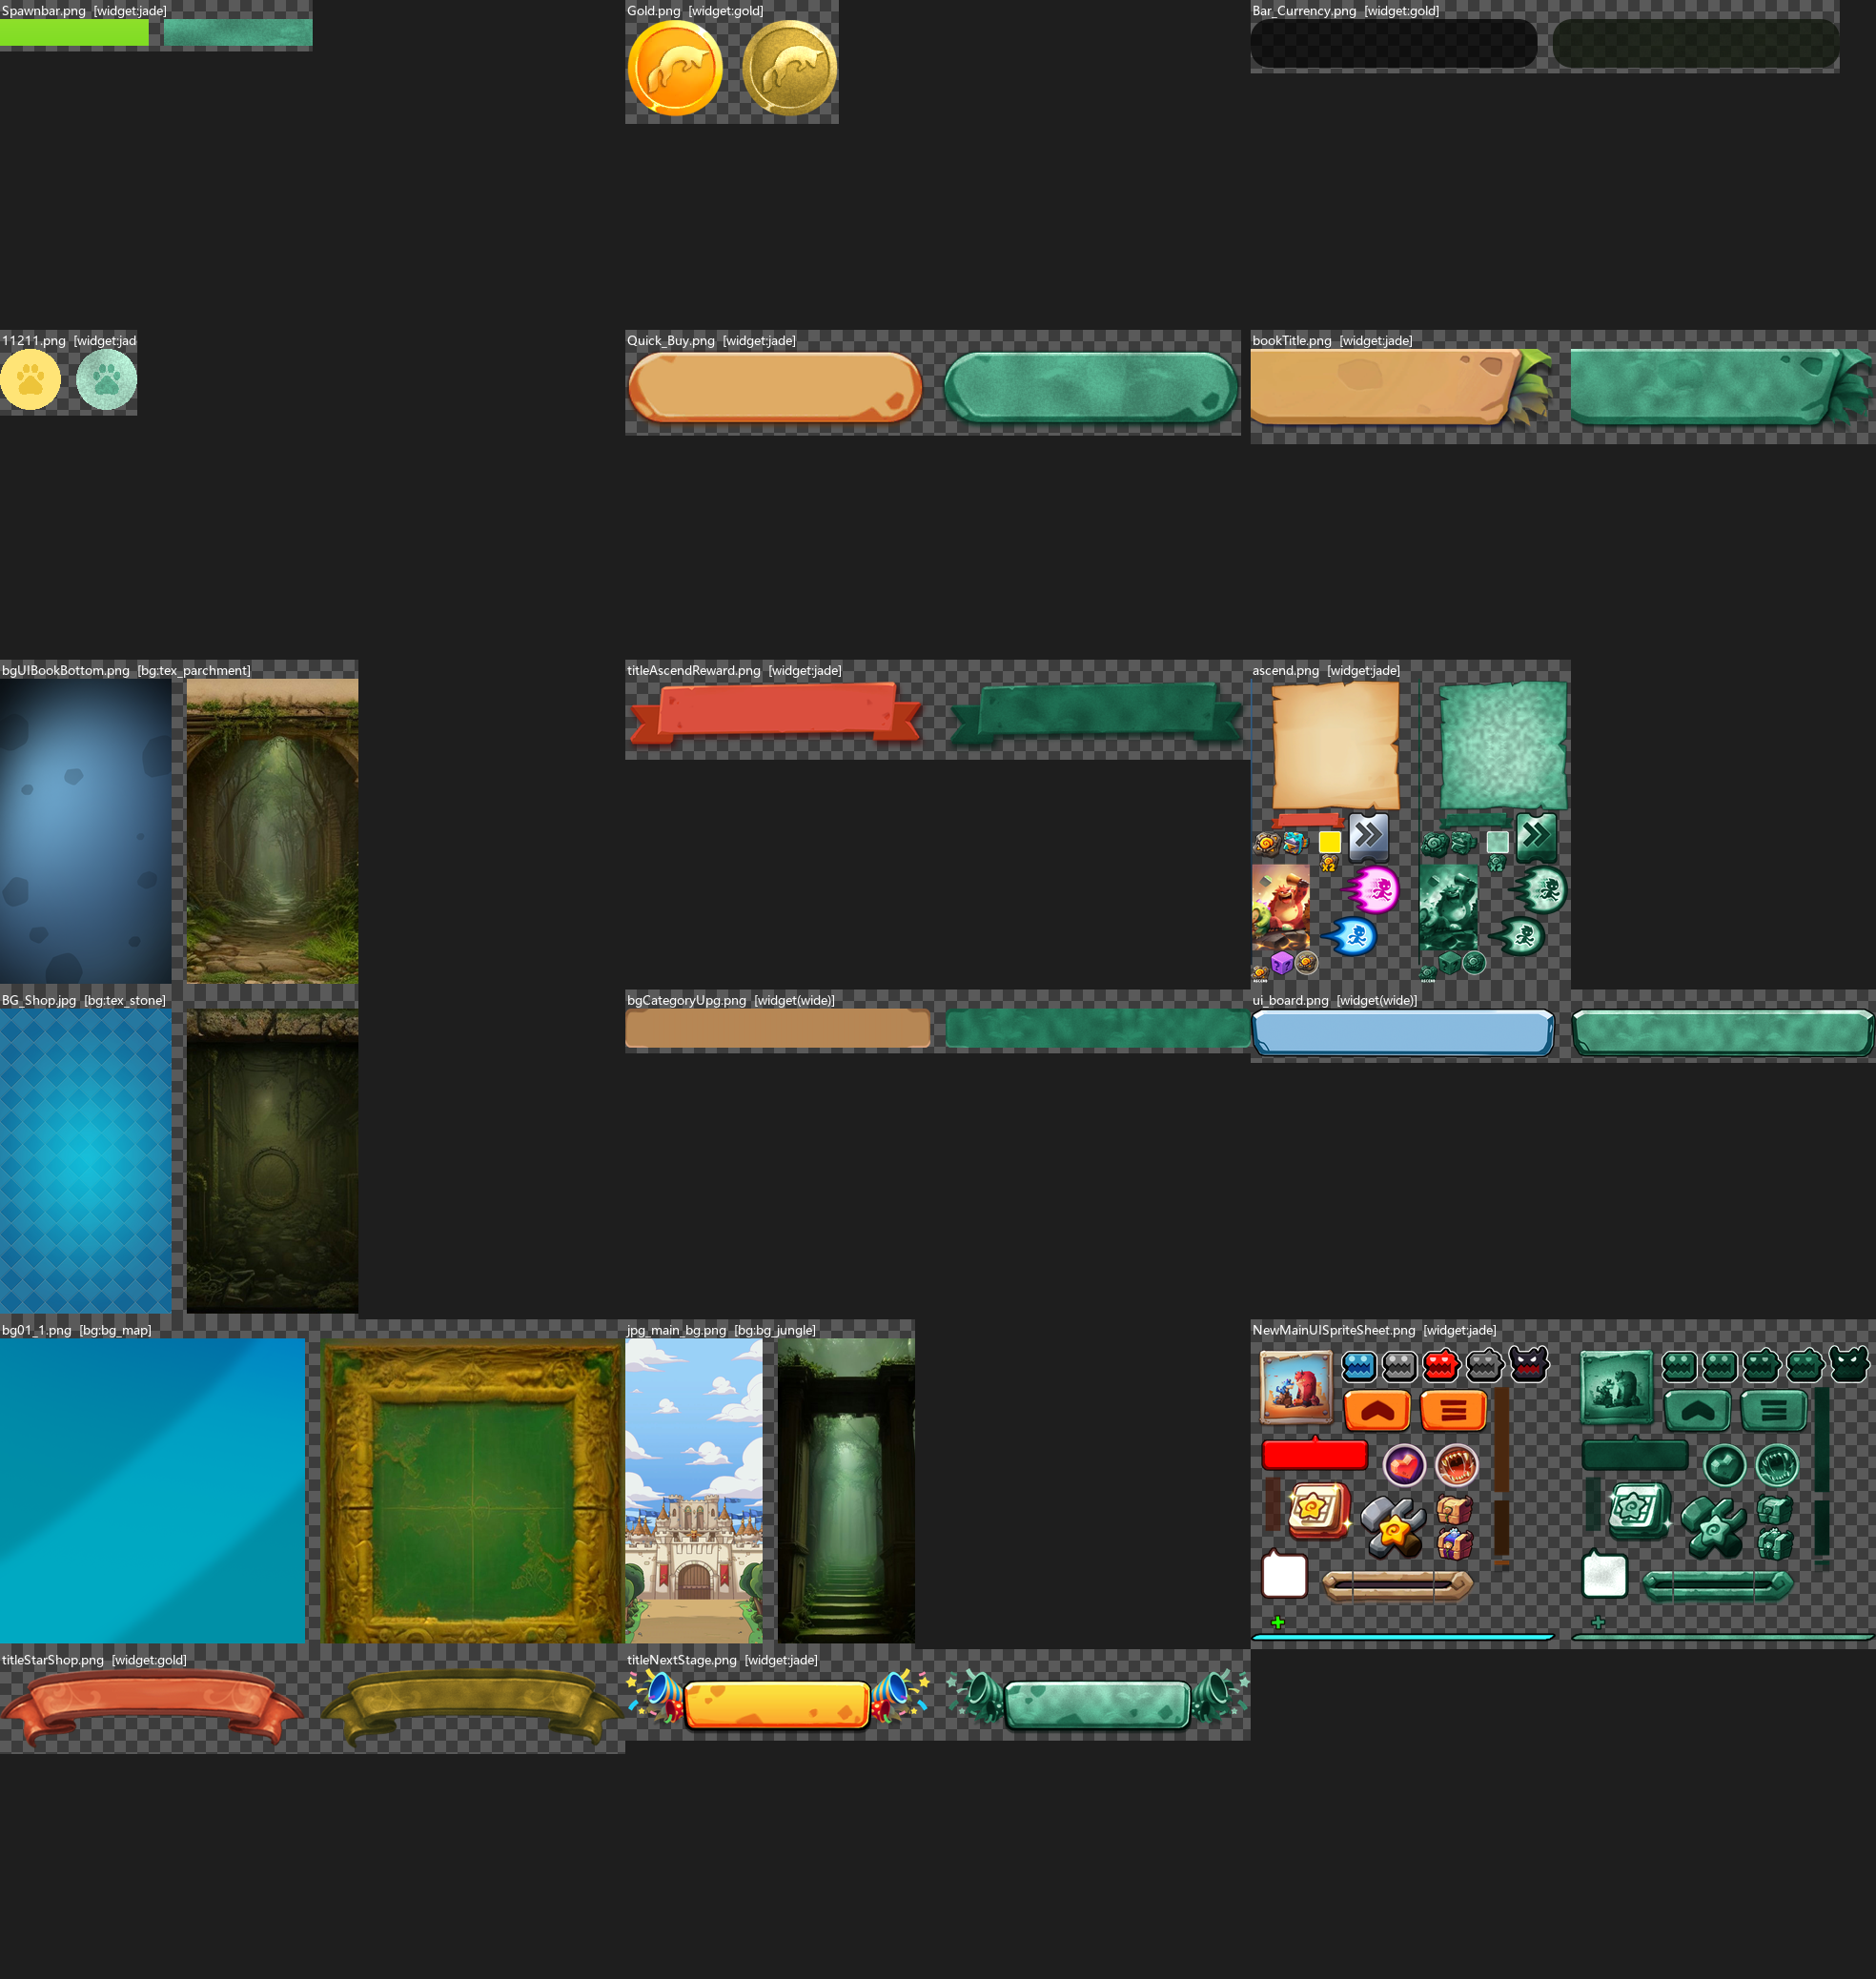 Spawnbar.png [widget:jade]
Gold.png [widget:gold]
Bar_Currency.png [widget:gold]
11211.png [widget:jad
Quick_Buy.png [widget:jade]
bookTitle.png [widget:jade]
bgUIBookBottom.png [bg:tex_parchment]
titleAscendReward.png [widget:jade]
ascend.png [widget:jade]
x2
x2
BG_Shop.jpg [bg:tex_stone]
bgCategoryUpg.png [widget(wide)]
ui_board.png [widget(wide)]
bg01_1.png [bg:bg_map]
jpg_main_bg.png [bg:bg_jungle]
NewMainUISpriteSheet.png [widget:jade]
titleStarShop.png [widget:gold]
titleNextStage.png [widget:jade]